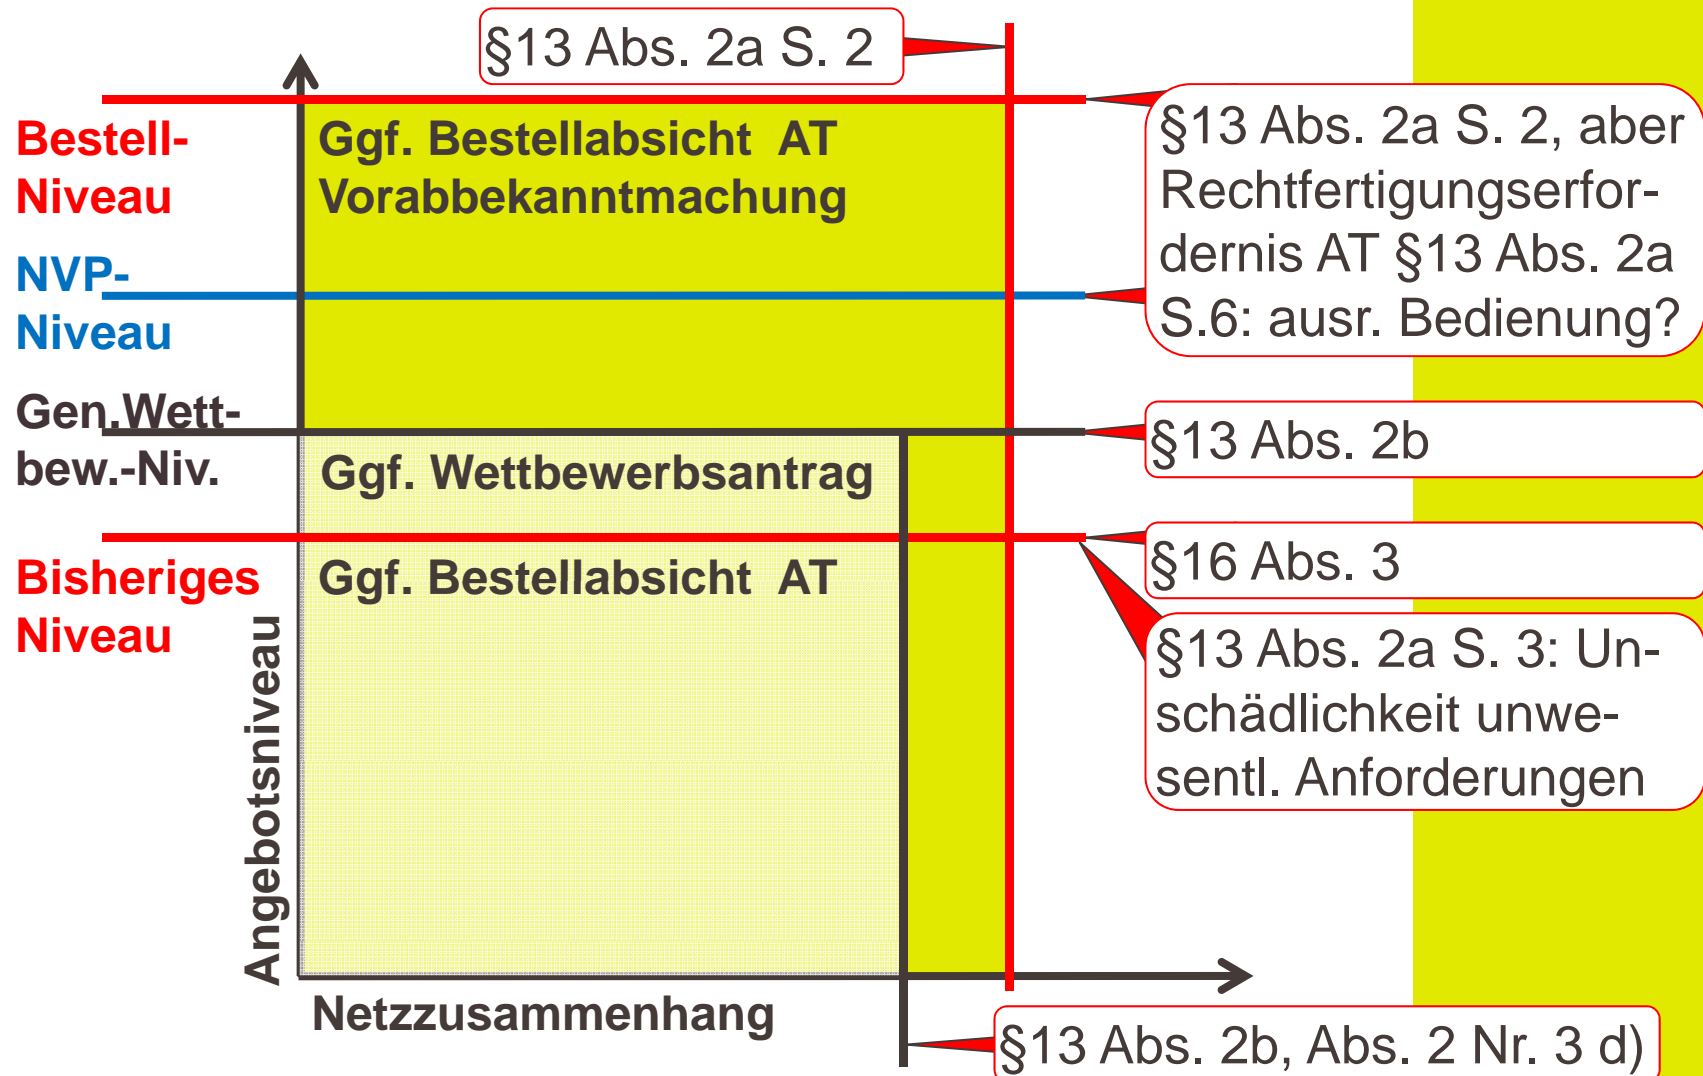 §13 Abs. 2a S. 2
Bestell-
Niveau
Ggf. Bestellabsicht AT
Vorabbekanntmachung
§13 Abs. 2a S. 2, aber
Rechtfertigungserfor-
dernis AT §13 Abs. 2a
S.6: ausr. Bedienung?
NVP-
Niveau
Gen.Wett-
bew.-Niv.
§13 Abs. 2b
Ggf. Wettbewerbsantrag
Bisheriges
Niveau
Ggf. Bestellabsicht AT
§16 Abs. 3
§13 Abs. 2a S. 3: Un-
schädlichkeit unwe-
sentl. Anforderungen
Angebotsniveau
Netzzusammenhang
§13 Abs. 2b, Abs. 2 Nr. 3 d)